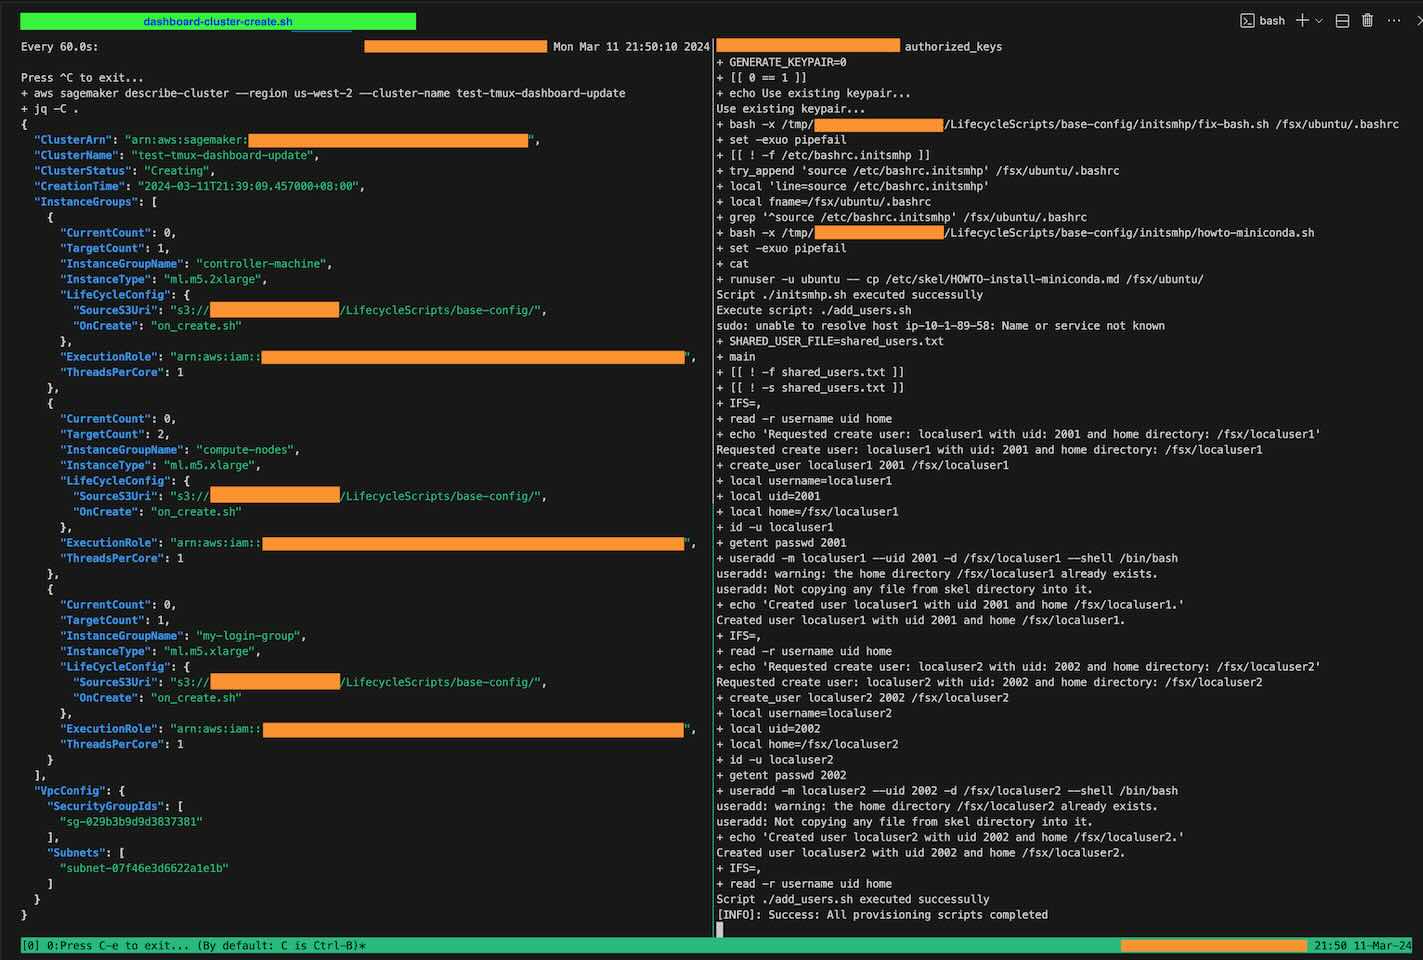 dashboard-cluster-create.sh
bash
Every 60.0s: Mon Mar 11 21:50:10 2024
Press ^C to exit...
+ aws sagemaker describe-cluster --region us-west-2 --cluster-name test-tmux-dashboard-update
+ jq -C .
{
"ClusterArn": "arn:aws:sagemaker: ",
"ClusterName": "test-tmux-dashboard-update",
"ClusterStatus": "Creating",
"CreationTime": "2024-03-11T21:39:09.457000+08:00",
"InstanceGroups": [
{
"CurrentCount": 0,
"TargetCount": 1,
"InstanceGroupName": "controller-machine",
"InstanceType": "ml.m5.2xlarge",
"LifeCycleConfig": {
"SourceS3Uri": "s3:// /LifecycleScripts/base-config/",
"OnCreate": "on_create.sh"
},
"ExecutionRole": "arn:aws:iam:: ",
"ThreadsPerCore": 1
},
{
"CurrentCount": 0,
"TargetCount": 2,
"InstanceGroupName": "compute-nodes",
"InstanceType": "ml.m5.xlarge",
"LifeCycleConfig": {
"SourceS3Uri": "s3:// /LifecycleScripts/base-config/",
"OnCreate": "on_create.sh"
},
"ExecutionRole": "arn:aws:iam:: ",
"ThreadsPerCore": 1
},
{
"CurrentCount": 0,
"TargetCount": 1,
"InstanceGroupName": "my-login-group",
"InstanceType": "ml.m5.xlarge",
"LifeCycleConfig": {
"SourceS3Uri": "s3:// /LifecycleScripts/base-config/",
"OnCreate": "on_create.sh"
},
"ExecutionRole": "arn:aws:iam:: ",
"ThreadsPerCore": 1
}
],
"VpcConfig": {
"SecurityGroupIds": [
"sg-029b3b9d9d3837381"
],
"Subnets": [
"subnet-07f46e3d6622a1e1b"
]
}
}
authorized_keys
+ GENERATE_KEYPAIR=0
+ [[ 0 == 1 ]]
+ echo Use existing keypair...
Use existing keypair...
+ bash -x /tmp/ /LifecycleScripts/base-config/initsmhp/fix-bash.sh /fsx/ubuntu/.bashrc
+ set -exuo pipefail
+ [[ ! -f /etc/bashrc.initsmhp ]]
+ try_append 'source /etc/bashrc.initsmhp' /fsx/ubuntu/.bashrc
+ local 'line=source /etc/bashrc.initsmhp'
+ local fname=/fsx/ubuntu/.bashrc
+ grep '^source /etc/bashrc.initsmhp' /fsx/ubuntu/.bashrc
+ bash -x /tmp/ /LifecycleScripts/base-config/initsmhp/howto-miniconda.sh
+ set -exuo pipefail
+ cat
+ runuser -u ubuntu -- cp /etc/skel/HOWTO-install-miniconda.md /fsx/ubuntu/
Script ./initsmhp.sh executed successully
Execute script: ./add_users.sh
sudo: unable to resolve host ip-10-1-89-58: Name or service not known
+ SHARED_USER_FILE=shared_users.txt
+ main
+ [[ ! -f shared_users.txt ]]
+ [[ ! -s shared_users.txt ]]
+ IFS=,
+ read -r username uid home
+ echo 'Requested create user: localuser1 with uid: 2001 and home directory: /fsx/localuser1'
Requested create user: localuser1 with uid: 2001 and home directory: /fsx/localuser1
+ create_user localuser1 2001 /fsx/localuser1
+ local username=localuser1
+ local uid=2001
+ local home=/fsx/localuser1
+ id -u localuser1
+ getent passwd 2001
+ useradd -m localuser1 --uid 2001 -d /fsx/localuser1 --shell /bin/bash
useradd: warning: the home directory /fsx/localuser1 already exists.
useradd: Not copying any file from skel directory into it.
+ echo 'Created user localuser1 with uid 2001 and home /fsx/localuser1.'
Created user localuser1 with uid 2001 and home /fsx/localuser1.
+ IFS=,
+ read -r username uid home
+ echo 'Requested create user: localuser2 with uid: 2002 and home directory: /fsx/localuser2'
Requested create user: localuser2 with uid: 2002 and home directory: /fsx/localuser2
+ create_user localuser2 2002 /fsx/localuser2
+ local username=localuser2
+ local uid=2002
+ local home=/fsx/localuser2
+ id -u localuser2
+ getent passwd 2002
+ useradd -m localuser2 --uid 2002 -d /fsx/localuser2 --shell /bin/bash
useradd: warning: the home directory /fsx/localuser2 already exists.
useradd: Not copying any file from skel directory into it.
+ echo 'Created user localuser2 with uid 2002 and home /fsx/localuser2.'
Created user localuser2 with uid 2002 and home /fsx/localuser2.
+ IFS=,
+ read -r username uid home
Script ./add_users.sh executed successully
[INFO]: Success: All provisioning scripts completed
[0] 0:Press C-e to exit... (By default: C is Ctrl-B)* 21:50 11-Mar-24